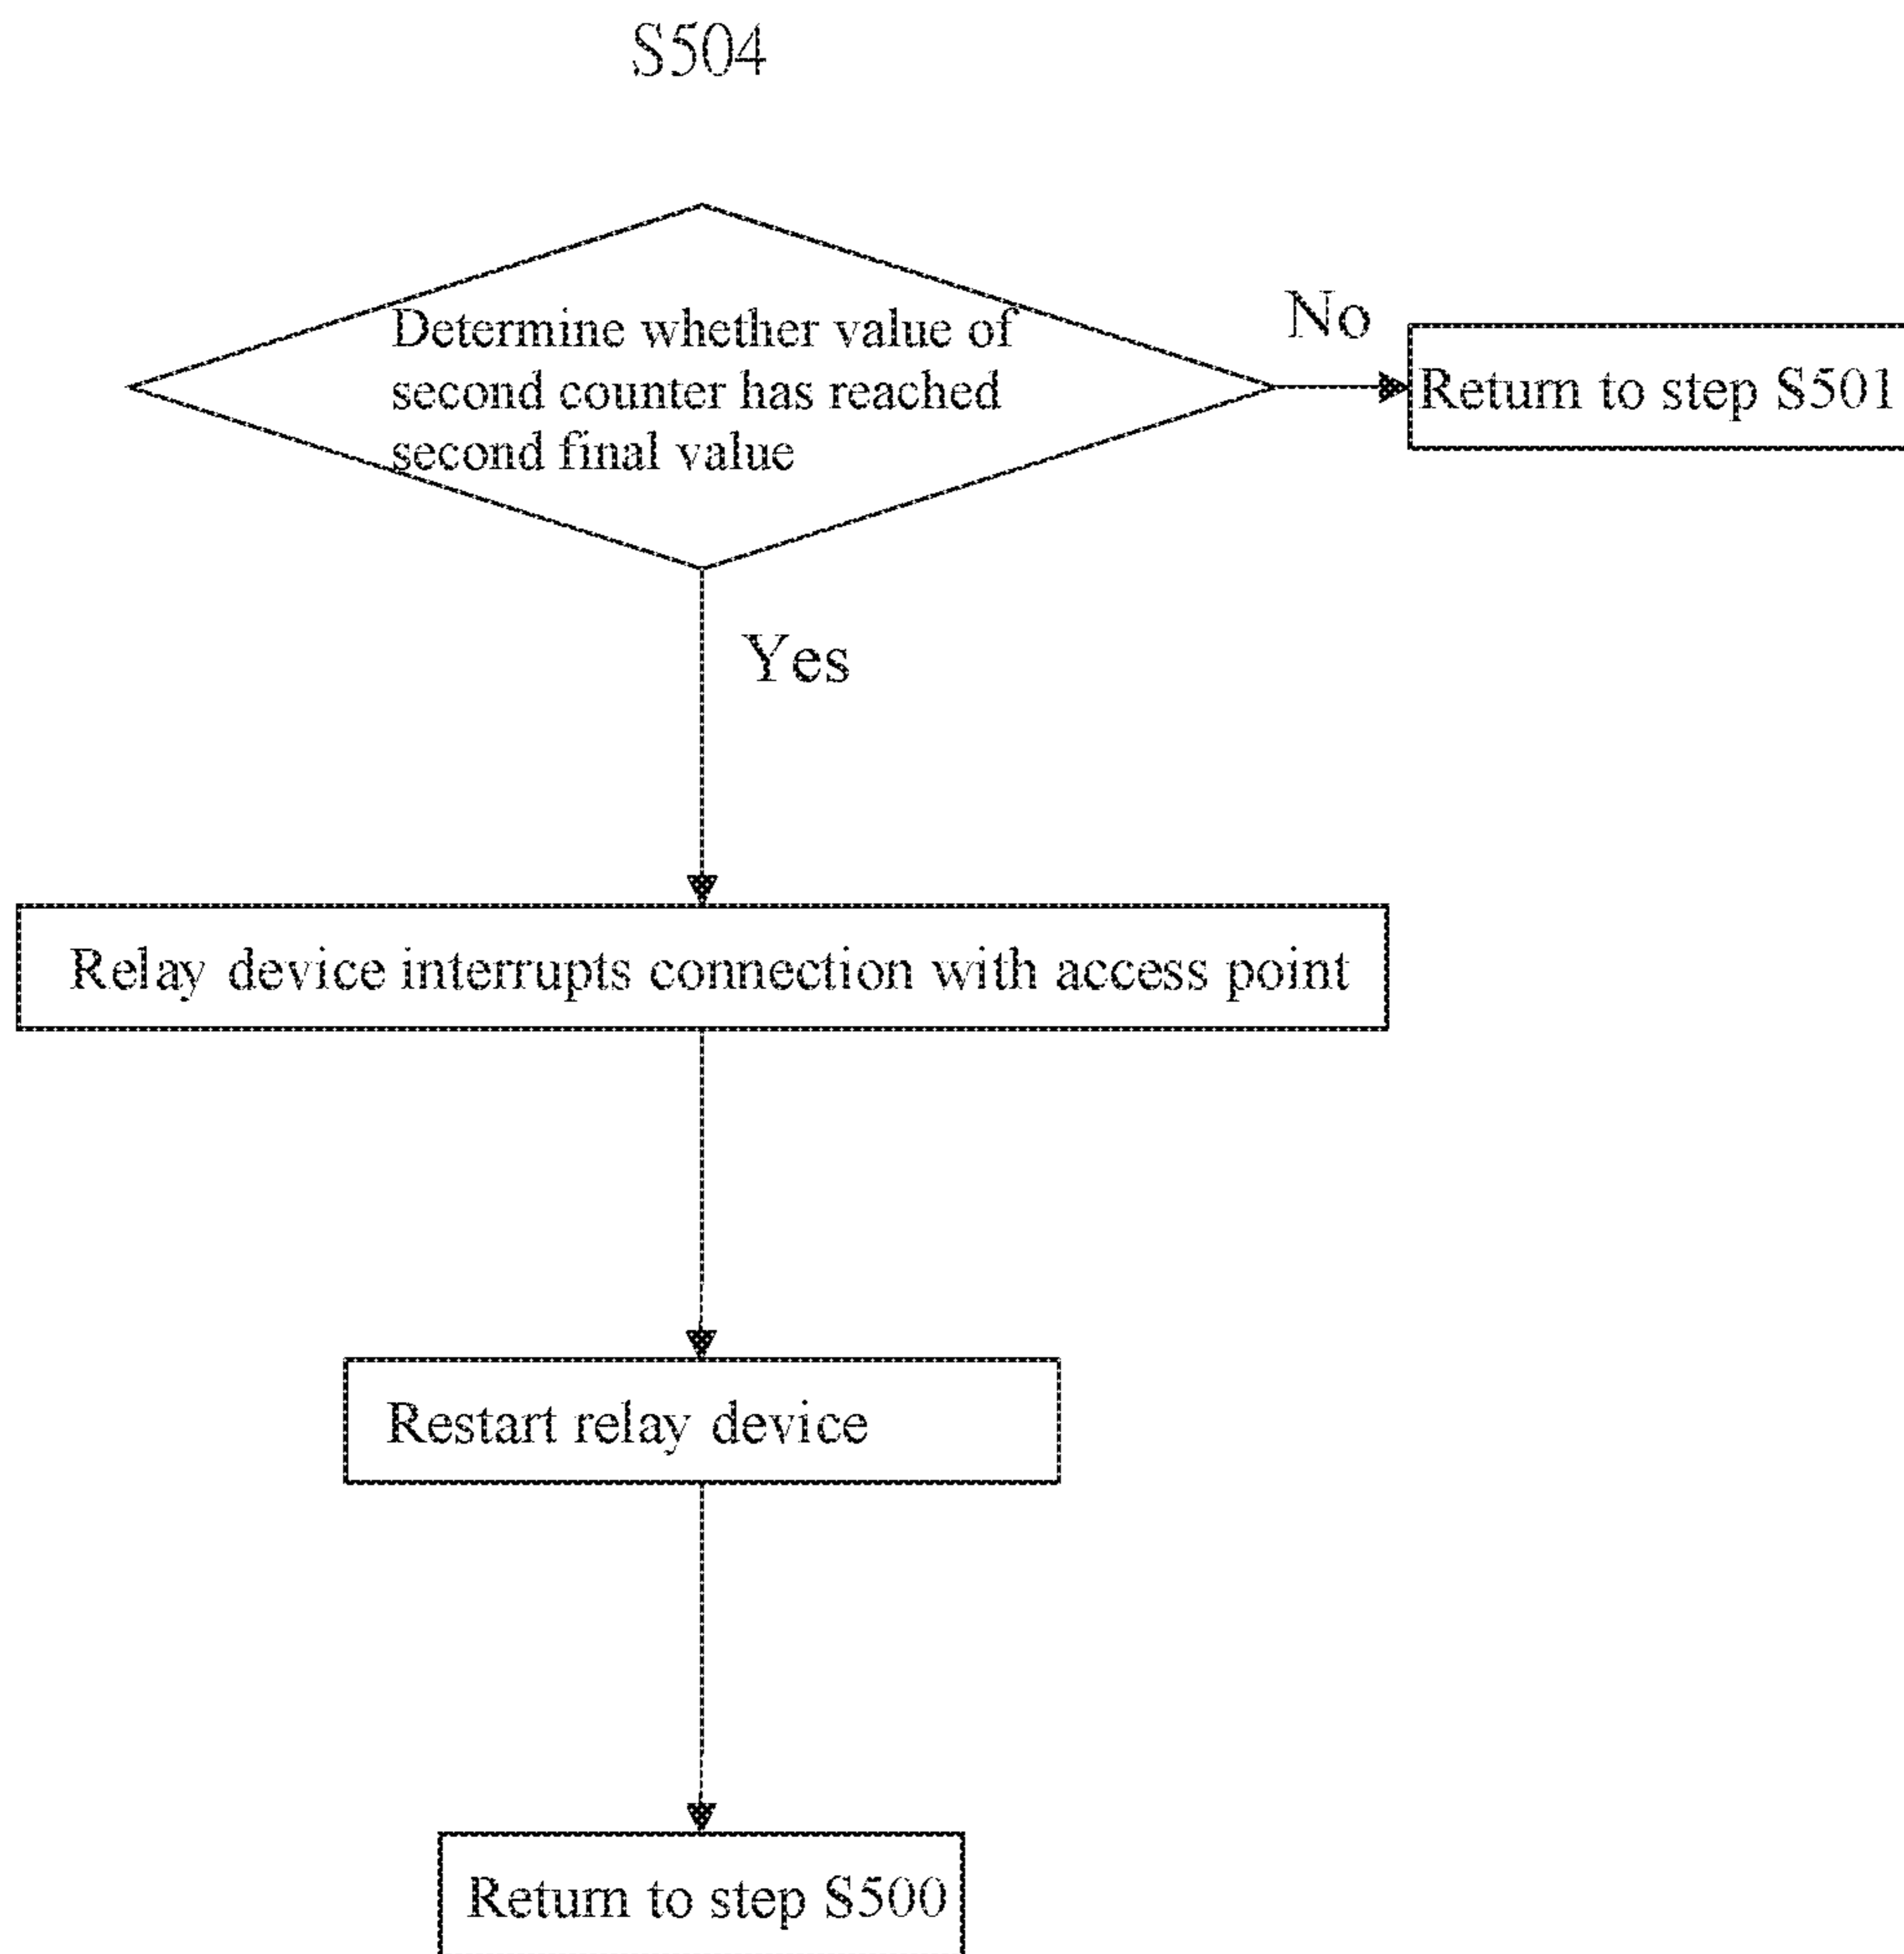 S504
Determine whether value of
second counter has reached
second final value
No
Return to step S501
Yes
Relay device interrupts connection with access point
Restart relay device
Return to step S500